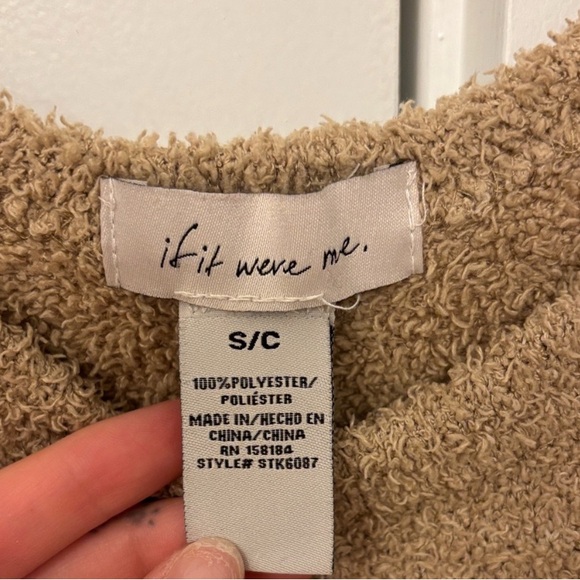 if it were me.
S/C
100%POLYESTER/
POLIÉSTER
MADE IN/HECHO EN
CHINA/CHINA
RN 158184
STYLE# STK6087